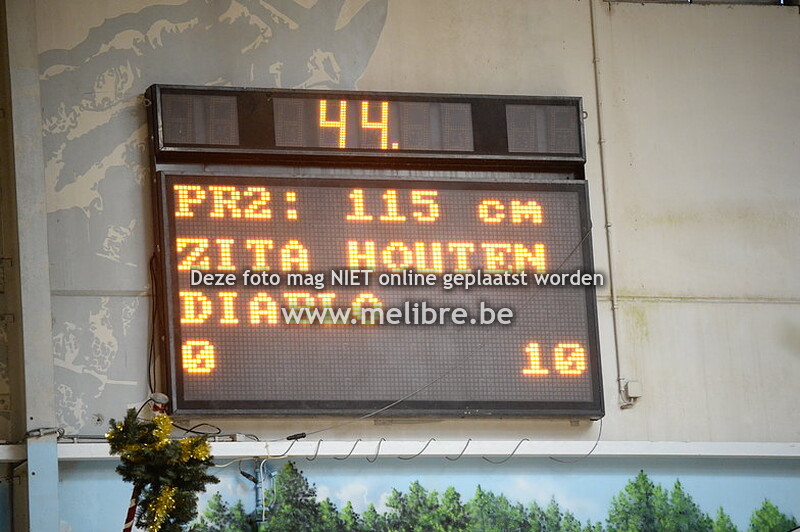 44.
PR2: 115 cm
ZITA HOUTEN
Deze foto mag NIET online geplaatst worden
DIABLO
www.melibre.be
0 10